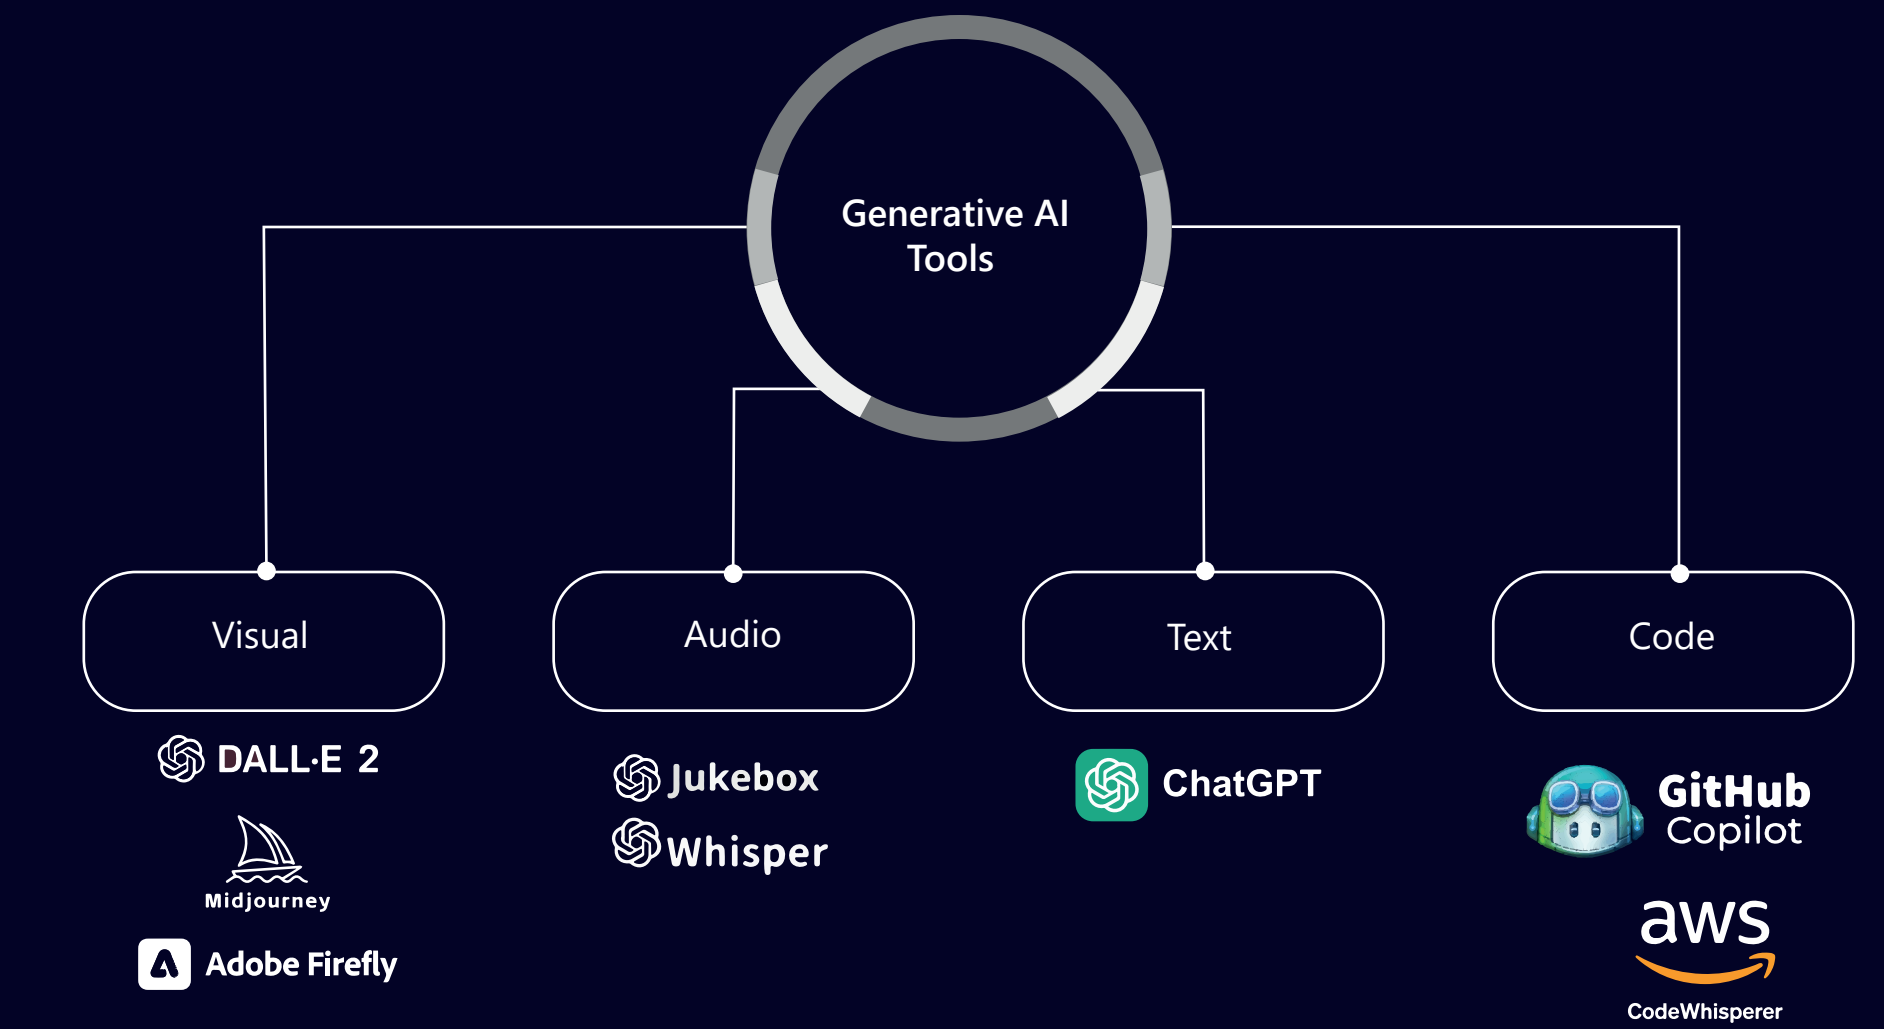 Generative AI
Tools
Visual
Audio
Text
Code
DALL·E 2
Midjourney
Adobe Firefly
Jukebox
Whisper
ChatGPT
GitHub
Copilot
aws
CodeWhisperer